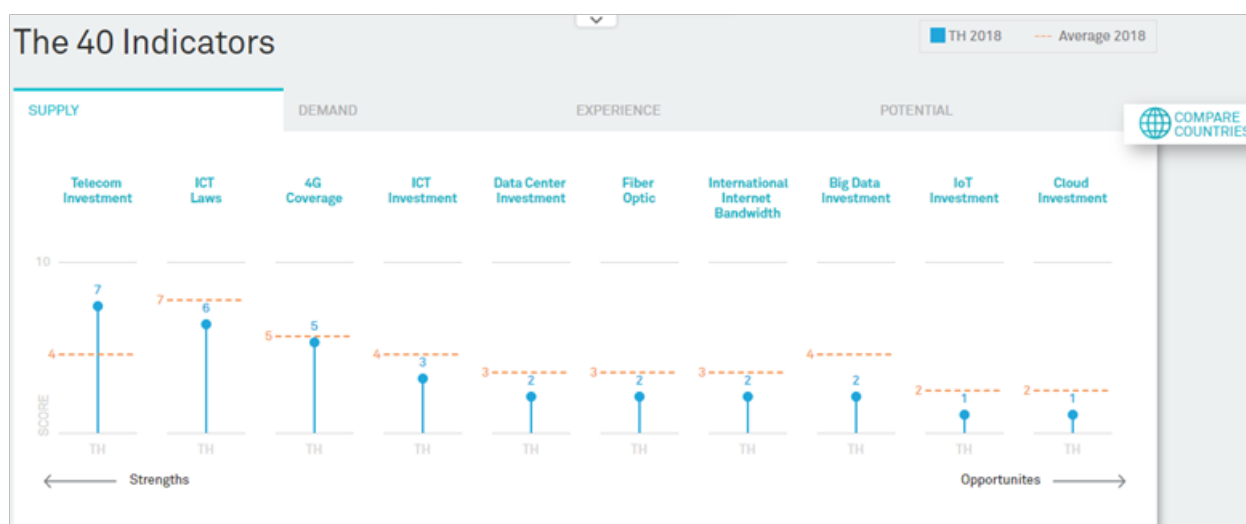 The 40 Indicators
TH 2018
Average 2018
SUPPLY
DEMAND
EXPERIENCE
POTENTIAL
COMPARE
COUNTRIES
Telecom
Investment
ICT
Laws
4G
Coverage
ICT
Investment
Data Center
Investment
Fiber
Optic
International
Internet
Bandwidth
Big Data
Investment
IoT
Investment
Cloud
Investment
10
SCORE
7
4
7
6
5
5
4
3
3
2
3
2
3
2
4
2
2
1
2
1
TH
TH
TH
TH
TH
TH
TH
TH
TH
TH
Strengths
Opportunites